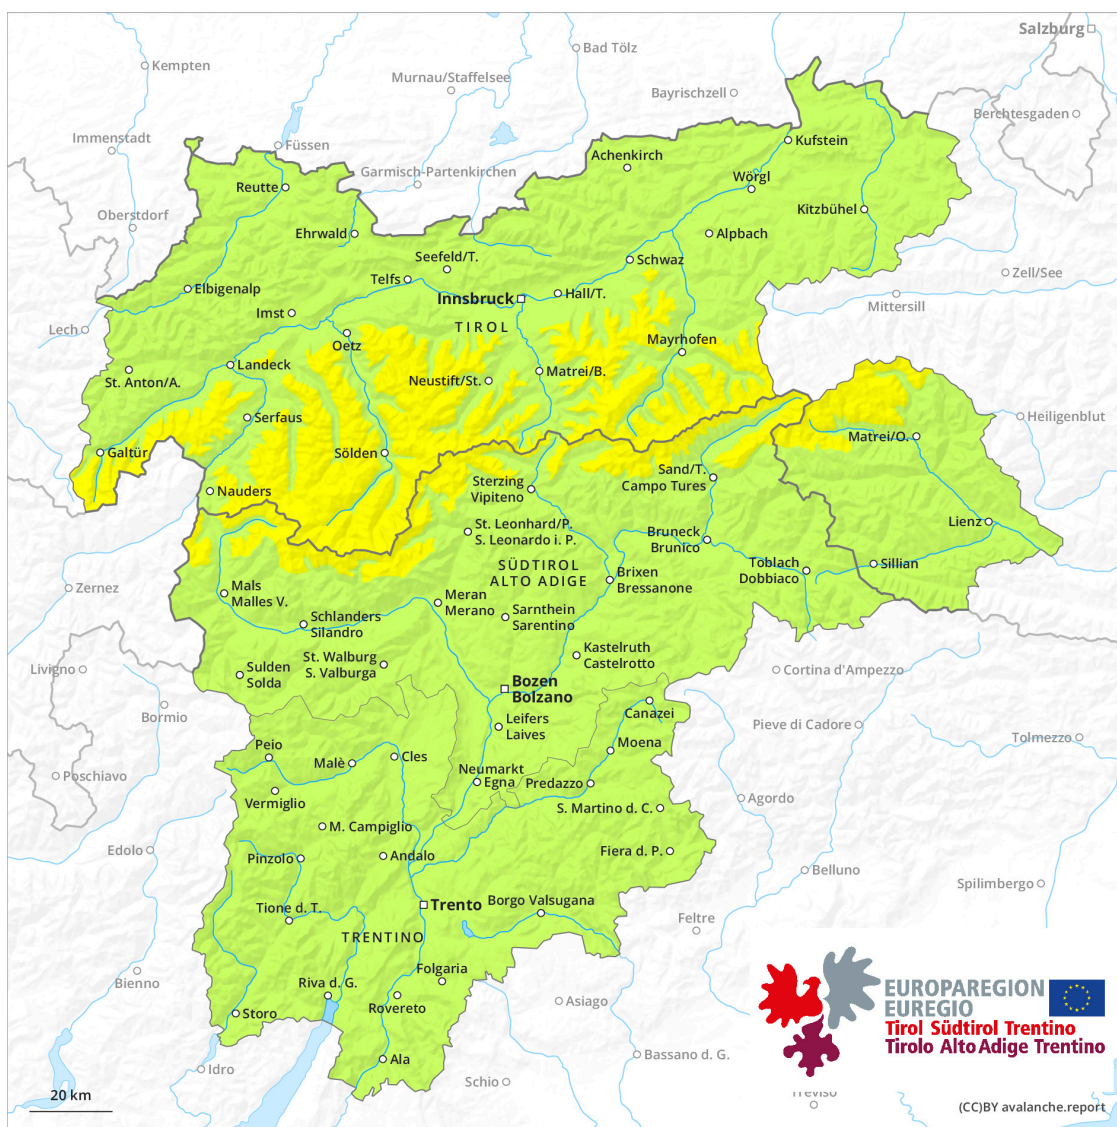 Salzburg
Bad Tölz
Kempten
Murnau/Staffelsee
Bayrischzell
Berchtesgaden
Immenstadt
Füssen
Kufstein
Achenkirch
Garmisch-Partenkirchen
Wörgl
Reutte
Oberstdorf
Kitzbühel
Ehrwald
Alpbach
Seefeld/T.
Schwaz
Zell/See
Telfs
Elbigenalp
Innsbruck
Hall/T.
Mittersill
Imst
TIROL
Lech
Oetz
Mayrhofen
Landeck
Matrei/B.
St. Anton/A.
Neustift/St.
Serfaus
Heiligenblut
Matrei/O.
Galtür
Sölden
Sand/T.
Campo Tures
Sterzing
Vipiteno
Nauders
St. Leonhard/P.
S. Leonardo i. P.
Lienz
Bruneck
Brunico
SÜDTIROL
ALTO ADIGE
Toblach
Dobbiaco
Sillian
Brixen
Bressanone
Zernez
Mals
Malles V.
Meran
Merano
Sarnthein
Sarentino
Schlanders
Silandro
Kastelruth
Castelrotto
St. Walburg
S. Valburga
Livigno
Sulden
Solda
Cortina d'Ampezzo
Bozen
Bolzano
Bormio
Canazei
Leifers
Laives
Pieve di Cadore
Tolmezzo
Peio
Moena
Cles
Malè
Poschiavo
Neumarkt
Egna
Predazzo
Vermiglio
Agordo
S. Martino d. C.
M. Campiglio
Edolo
Pinzolo
Andalo
Fiera d. P.
Belluno
Spilimbergo
Trento
Borgo Valsugana
Tione d. T.
Feltre
TRENTINO
Folgaria
Bienno
Riva d. G.
EUROPAREGION
EUREGIO
Tirol Südtirol Trentino
Tirolo Alto Adige Trentino
Asiago
Rovereto
Storo
Ala
Bassano d. G.
Idro
Schio
20 km
Treviso
(CC)BY avalanche.report